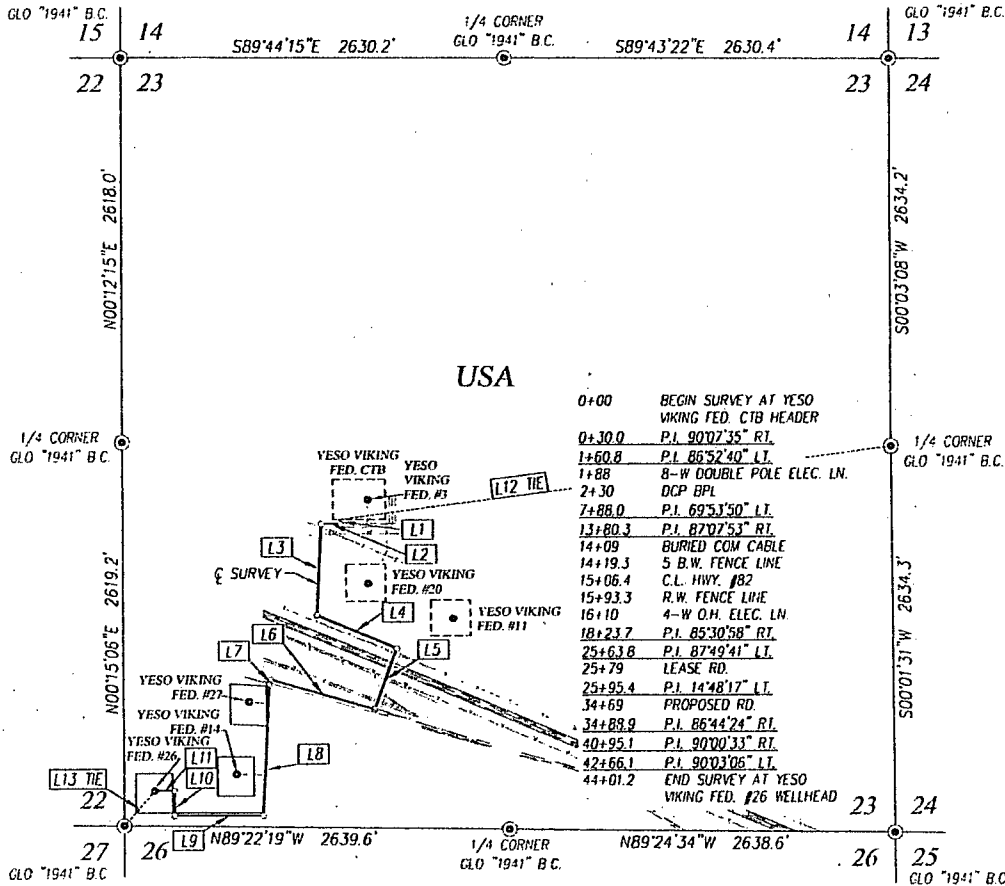 GLO "1941" B.C.
15 14
1/4 CORNER
GLO "1941" B.C.
GLO "1941" B.C.
14 13
S89°44'15"E 2630.2'
S89°43'22"E 2630.4'
22 23
23 24
N00°12'15"E 2618.0'
S00°03'08"W 2634.2'
USA
0+00 BEGIN SURVEY AT YESO
VIKING FED. CTB HEADER
0+30.0 P.I. 90°07'35" RT.
1+60.8 P.I. 86°52'40" LT.
1+88 8-W DOUBLE POLE ELEC. LN.
2+30 DCP BPL
7+88.0 P.I. 69°53'50" LT.
13+80.3 P.I. 87°07'53" RT.
14+09 BURIED COM CABLE
14+19.3 5 B.W. FENCE LINE
15+06.4 C.L. HWY. #82
15+93.3 R.W. FENCE LINE
16+10 4-W O.H. ELEC. LN.
18+23.7 P.I. 85°30'58" RT.
25+63.8 P.I. 87°49'41" LT.
25+79 LEASE RD.
25+95.4 P.I. 14°48'17" LT.
34+69 PROPOSED RD.
34+88.9 P.I. 86°44'24" RT.
40+95.1 P.I. 90°00'33" RT.
42+66.1 P.I. 90°03'06" LT.
44+01.2 END SURVEY AT YESO
VIKING FED. #26 WELLHEAD
1/4 CORNER
GLO "1941" B.C.
1/4 CORNER
GLO "1941" B.C.
YESO VIKING
FED. CTB
YESO
VIKING
FED. #3
L12 TIE
L1
L2
L3
℄ SURVEY
YESO VIKING
FED. #20
L4
YESO VIKING
FED. #11
N00°15'06"E 2619.2'
S00°01'31"W 2634.3'
L6
L5
L7
YESO VIKING
FED. #27
YESO VIKING
FED. #14
YESO VIKING
FED. #26
L11
L8
L10
L13 TIE
22
23 24
L9
N89°22'19"W 2639.6'
N89°24'34"W 2638.6'
27 26
1/4 CORNER
GLO "1941" B.C.
26 25
GLO "1941" B.C
GLO "1941" B.C.